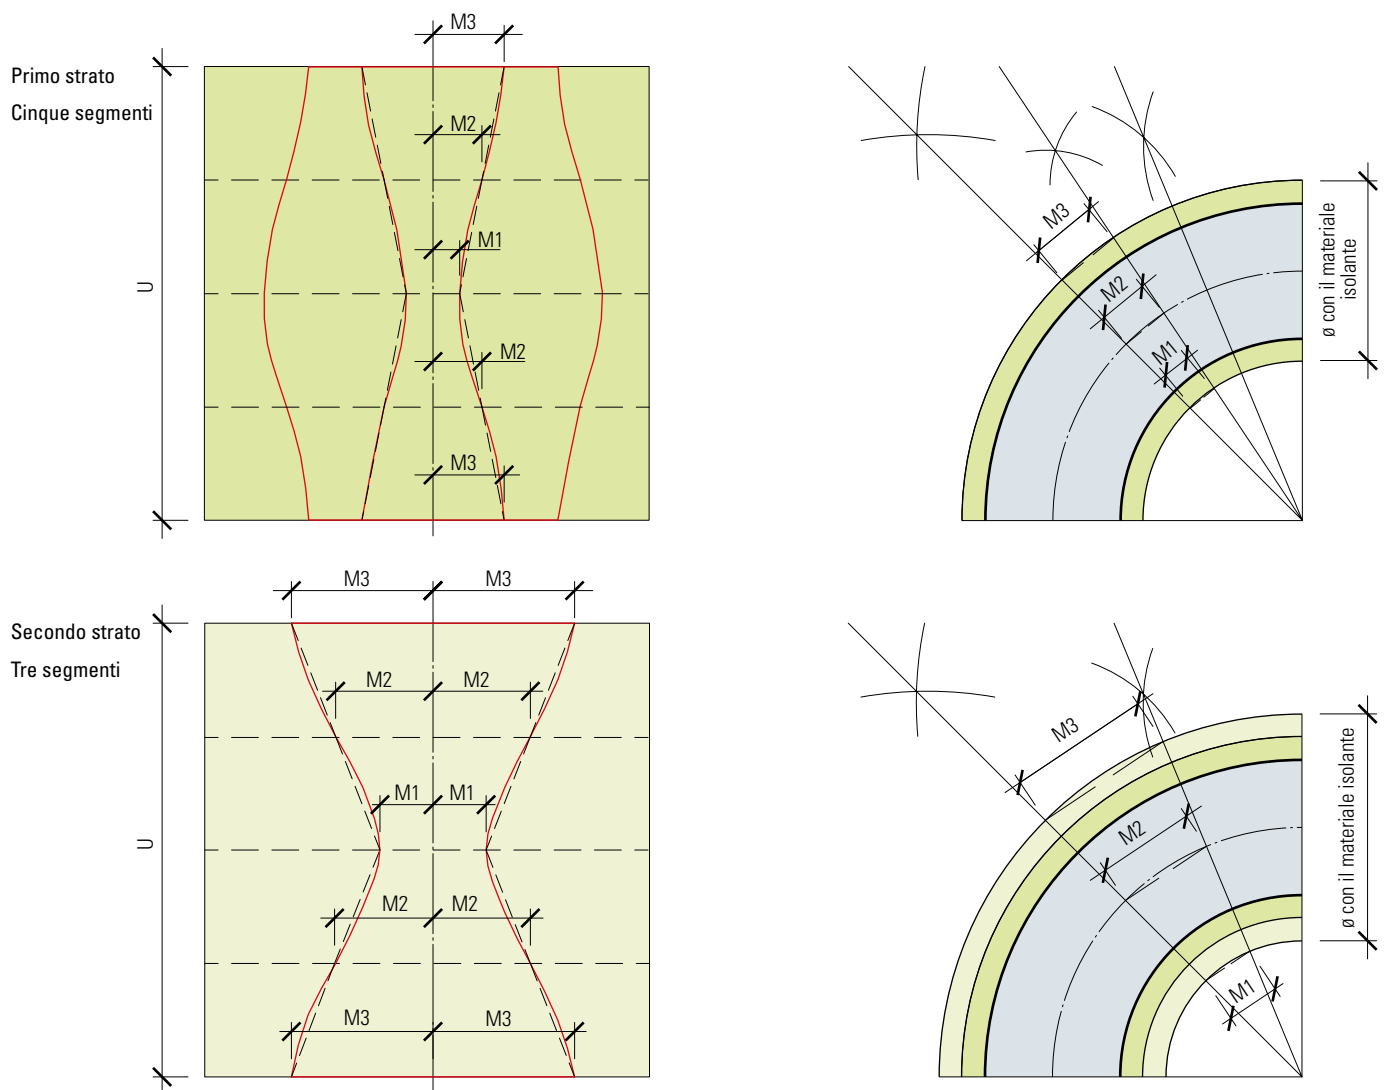 M3
Primo strato
Cinque segmenti
M2
M1
U
M2
M3
M3
M2
M1
ø con il materiale
isolante
M3 M3
Secondo strato
Tre segmenti
M2 M2
M1 M1
U
M2 M2
M3 M3
M3
M2
M1
ø con il materiale isolante